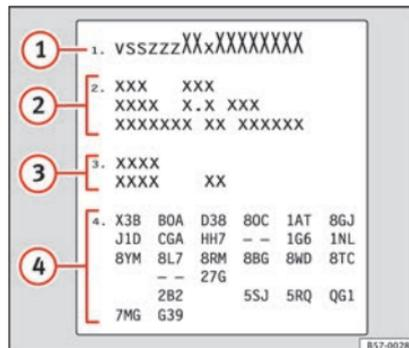 1 1. VSSZZZXXxXXXXXXXX
2 2. XXX XXX
XXXX X.X XXX
XXXXXXX XX XXXXXX
3 3. XXXX
XXXX XX
4 4. X3B B0A D38 8OC 1AT 8GJ
J1D CGA HH7 - - 1G6 1NL
8YM 8L7 8RM 8BG 8WD 8TC
- - 27G
2B2 5SJ 5RQ QG1
7MG G39
B57-0028